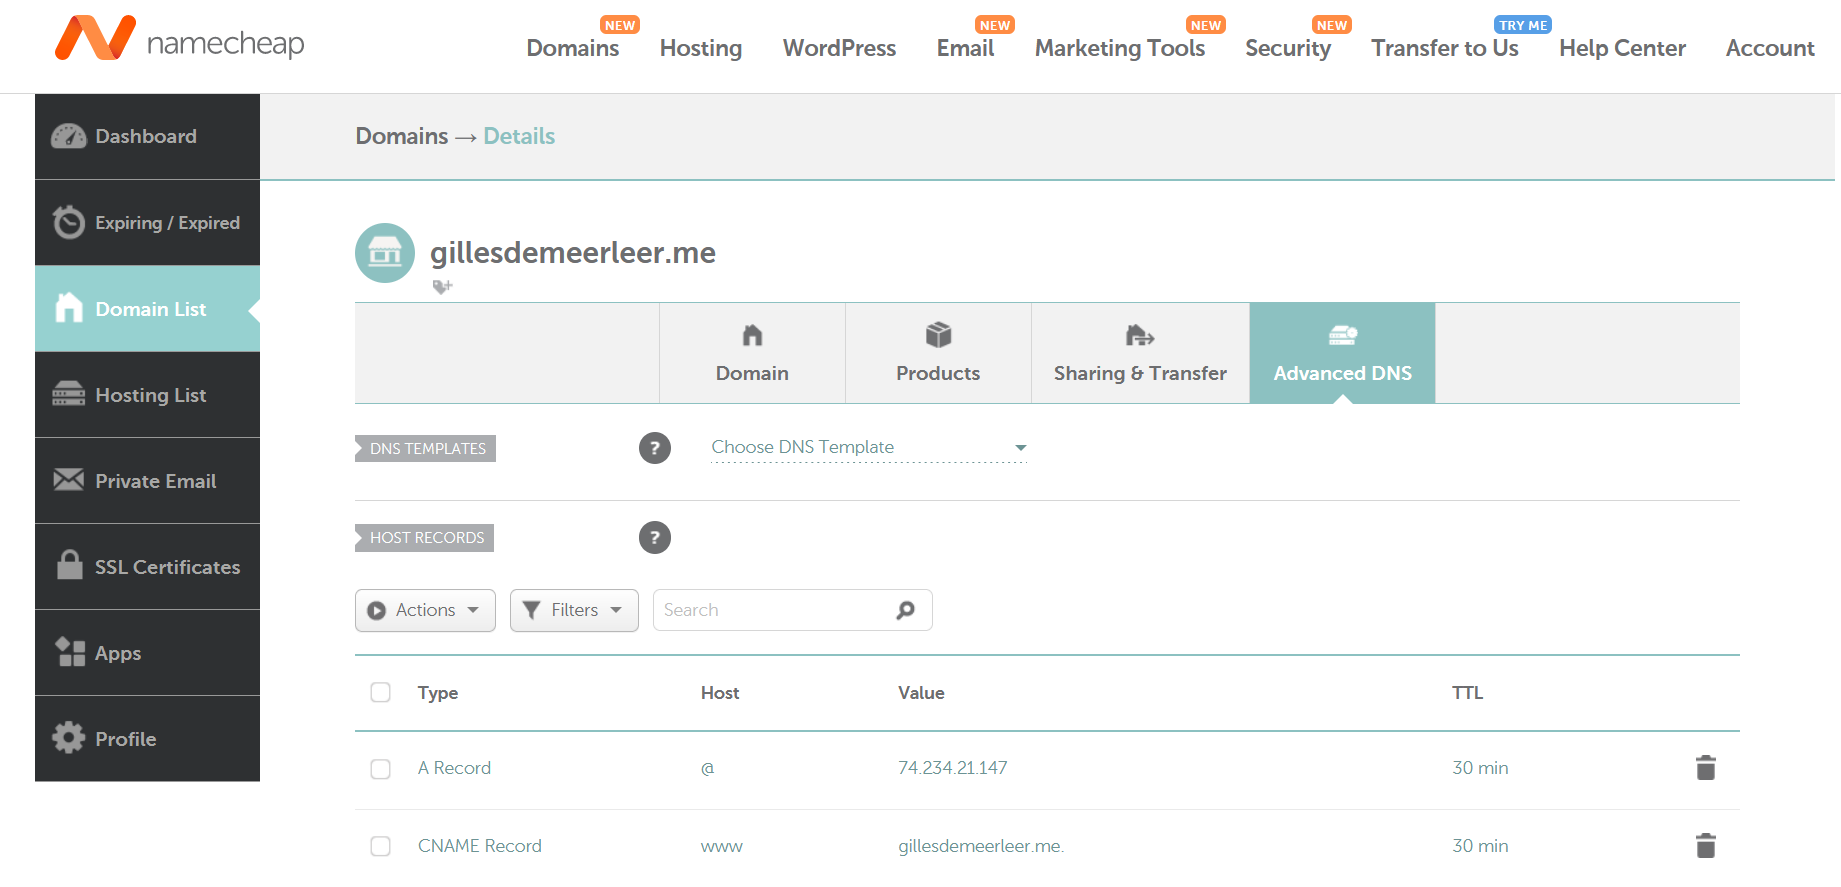 namecheap
NEW NEW NEW NEW TRY ME
Domains Hosting WordPress Email Marketing Tools Security Transfer to Us Help Center Account
Dashboard
Expiring / Expired
Domain List
Hosting List
Private Email
SSL Certificates
Apps
Profile
Domains → Details
gillesdemeerleer.me
Domain Products Sharing & Transfer Advanced DNS
DNS TEMPLATES ? Choose DNS Template
HOST RECORDS ?
Actions Filters Search
Type Host Value TTL
A Record @ 74.234.21.147 30 min
CNAME Record www gillesdemeerleer.me. 30 min